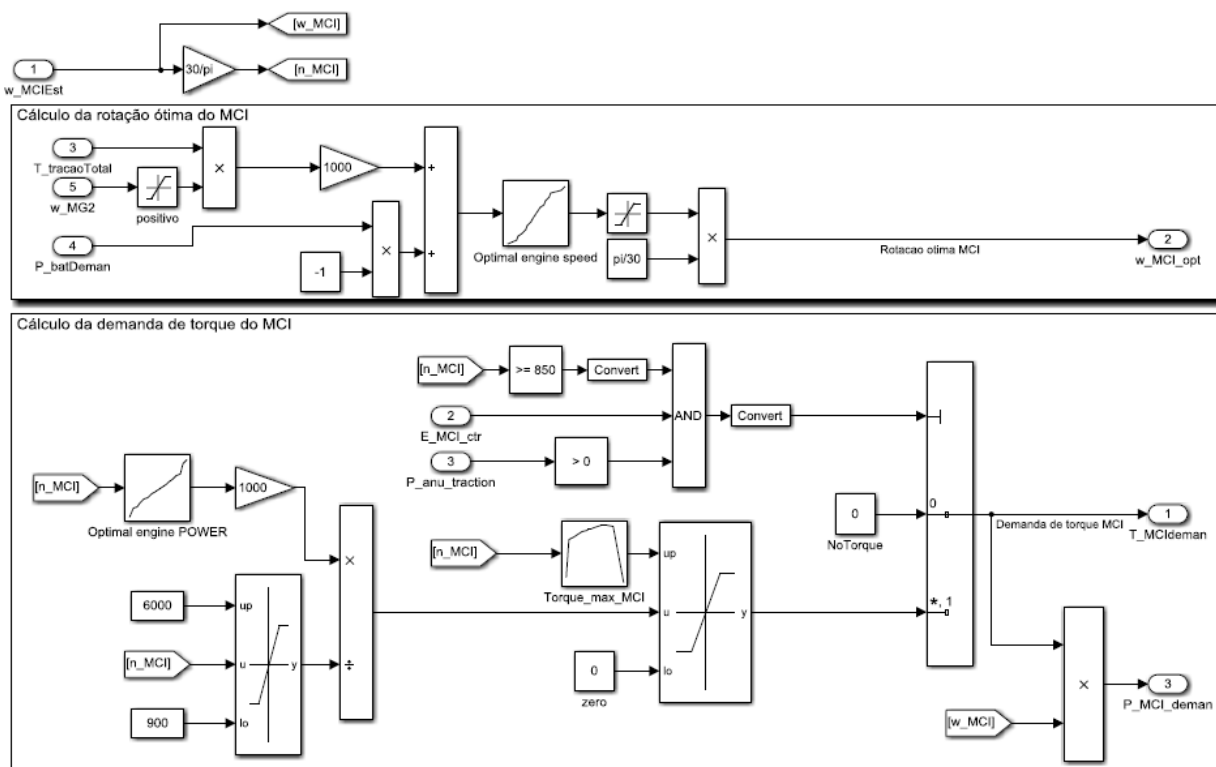 [w_MCI]
1
30/pi
[n_MCI]
w_MCIEst
Cálculo da rotação ótima do MCI
3
T_tracaoTotal
×
1000
+
5
w_MG2
positivo
4
P_batDeman
×
+
-1
Optimal engine speed
pi/30
×
Rotacao otima MCI
2
w_MCI_opt
Cálculo da demanda de torque do MCI
[n_MCI]
>= 850
Convert
2
E_MCI_ctr
AND
Convert
3
P_anu_traction
> 0
[n_MCI]
1000
Optimal engine POWER
0
NoTorque
0
Demanda de torque MCI
1
T_MCIdeman
[n_MCI]
up
Torque_max_MCI
×
6000
up
u
y
*, 1
[n_MCI]
u
y
÷
0
lo
zero
×
3
P_MCI_deman
900
lo
[w_MCI]